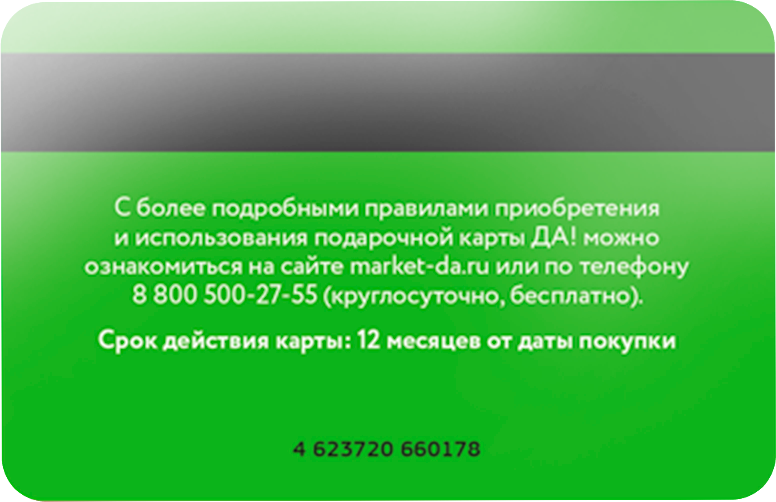 С более подробными правилами приобретения
и использования подарочной карты ДА! можно
ознакомиться на сайте market-da.ru или по телефону
8 800 500-27-55 (круглосуточно, бесплатно).
Срок действия карты: 12 месяцев от даты покупки
4 623720 660178